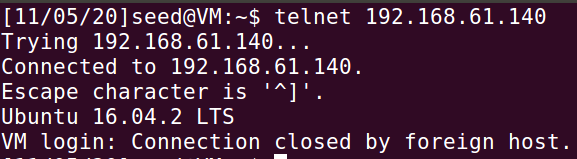 [11/05/20]seed@VM:~$ telnet 192.168.61.140
Trying 192.168.61.140...
Connected to 192.168.61.140.
Escape character is '^]'.
Ubuntu 16.04.2 LTS
VM login: Connection closed by foreign host.